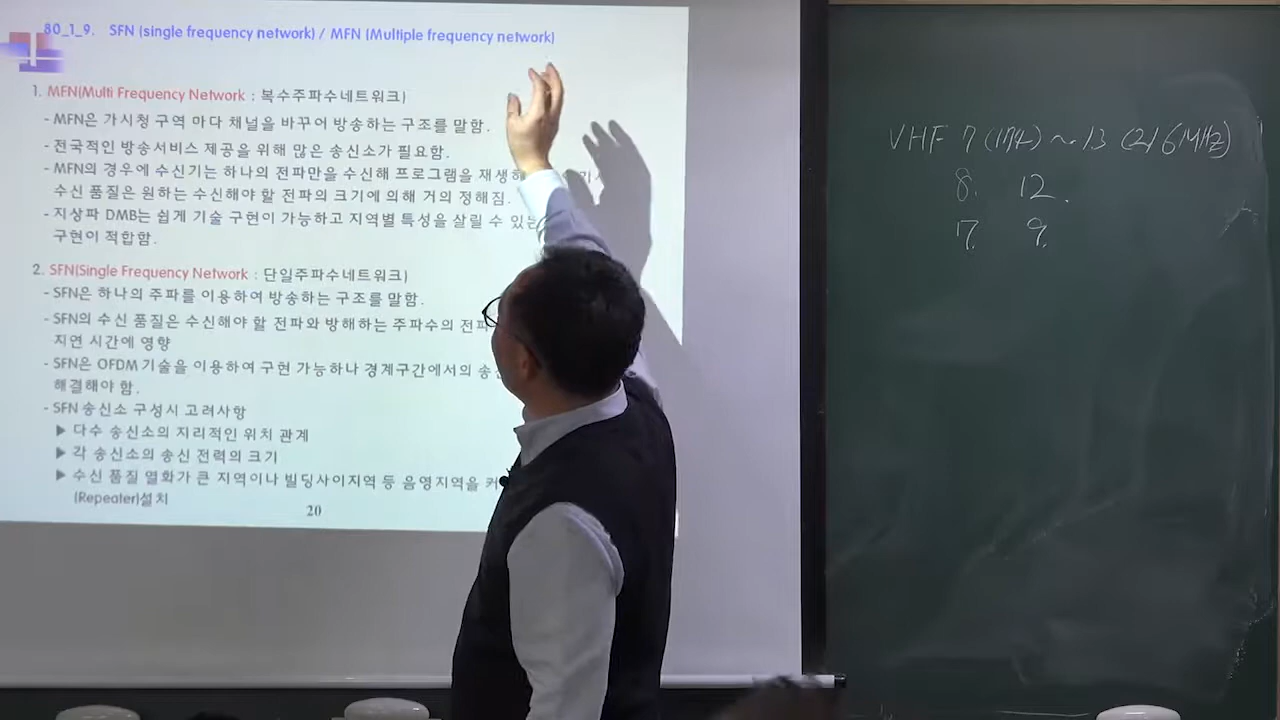 80_1_9. SFN (single frequency network) / MFN (Multiple frequency network)
1. MFN(Multi Frequency Network : 복수주파수네트워크)
- MFN은 가시청 구역 마다 채널을 바꾸어 방송하는 구조를 말함.
- 전국적인 방송서비스 제공을 위해 많은 송신소가 필요함.
- MFN의 경우에 수신기는 하나의 전파만을 수신해 프로그램을 재생하
수신 품질은 원하는 수신해야 할 전파의 크기에 의해 거의 정해짐.
- 지상파 DMB는 쉽게 기술 구현이 가능하고 지역별 특성을 살릴 수 있는
구현이 적합함.
2. SFN(Single Frequency Network : 단일주파수네트워크)
- SFN은 하나의 주파를 이용하여 방송하는 구조를 말함.
- SFN의 수신 품질은 수신해야 할 전파와 방해하는 주파수의 전파
지연 시간에 영향
- SFN은 OFDM 기술을 이용하여 구현 가능하나 경계구간에서의 송
해결해야 함.
- SFN 송신소 구성시 고려사항
▶ 다수 송신소의 지리적인 위치 관계
▶ 각 송신소의 송신 전력의 크기
▶ 수신 품질 열화가 큰 지역이나 빌딩사이지역 등 음영지역을 커
(Repeater)설치
20
VHF 7 (174) ~ 13 (216MHz)
8. 12.
7. 9.